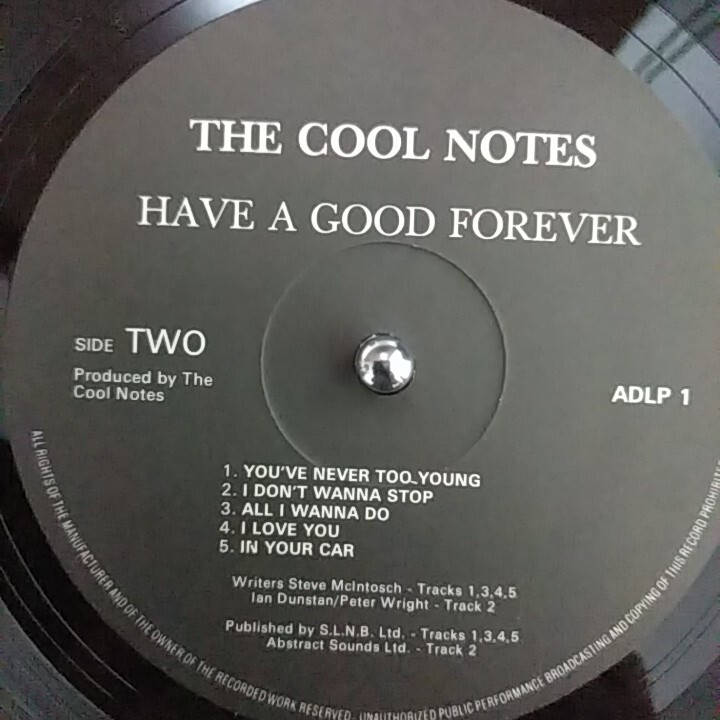 THE COOL NOTES
HAVE A GOOD FOREVER
SIDE TWO
Produced by The
Cool Notes
ADLP 1
1. YOU'VE NEVER TOO YOUNG
2. I DON'T WANNA STOP
3. ALL I WANNA DO
4. I LOVE YOU
5. IN YOUR CAR
Writers Steve McIntosch - Tracks 1,3,4,5
Ian Dunstan/Peter Wright - Track 2
Published by S.L.N.B. Ltd. - Tracks 1,3,4,5
Abstract Sounds Ltd. - Track 2
ALL RIGHTS OF THE MANUFACTURER AND OF THE OWNER OF THE RECORDED WORK RESERVED - UNAUTHORIZED PUBLIC PERFORMANCE BROADCASTING AND COPYING OF THIS RECORD